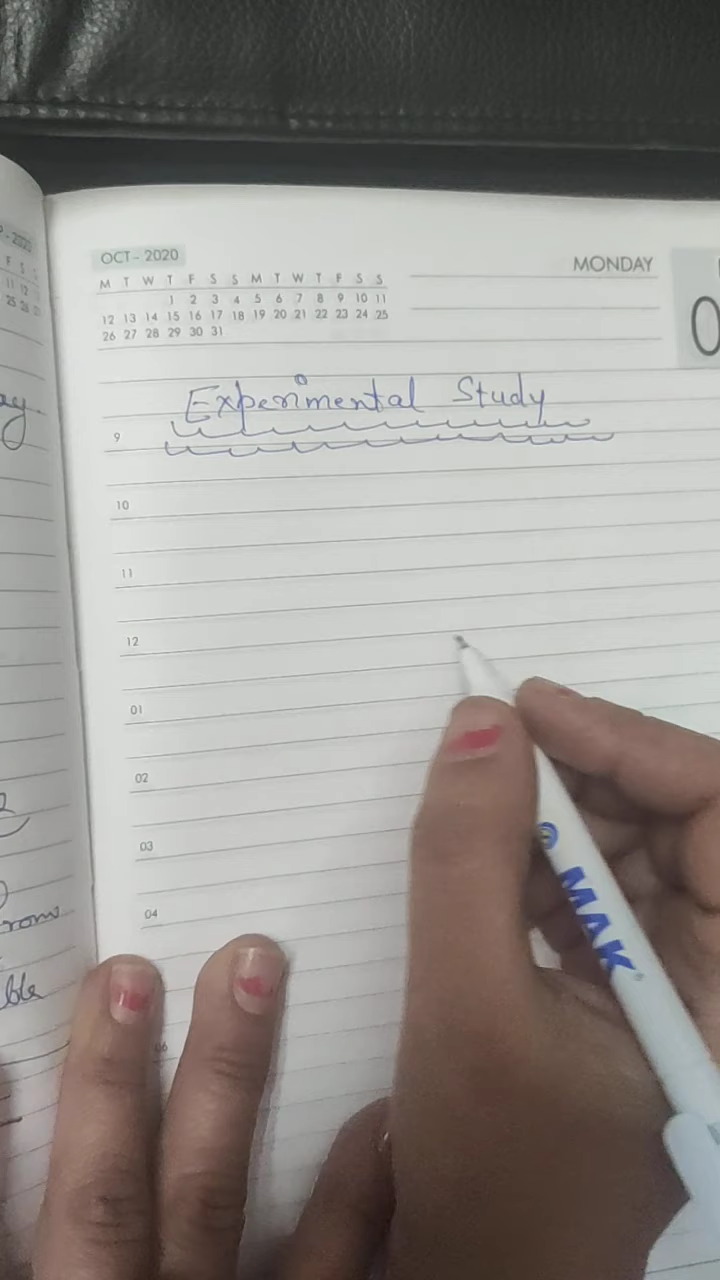 OCT - 2020
MONDAY
M T W T F S S M T W T F S S
1 2 3 4 5 6 7 8 9 10 11
12 13 14 15 16 17 18 19 20 21 22 23 24 25
26 27 28 29 30 31
0
Experimental Study
9
10
11
12
01
02
03
04
06
MAK